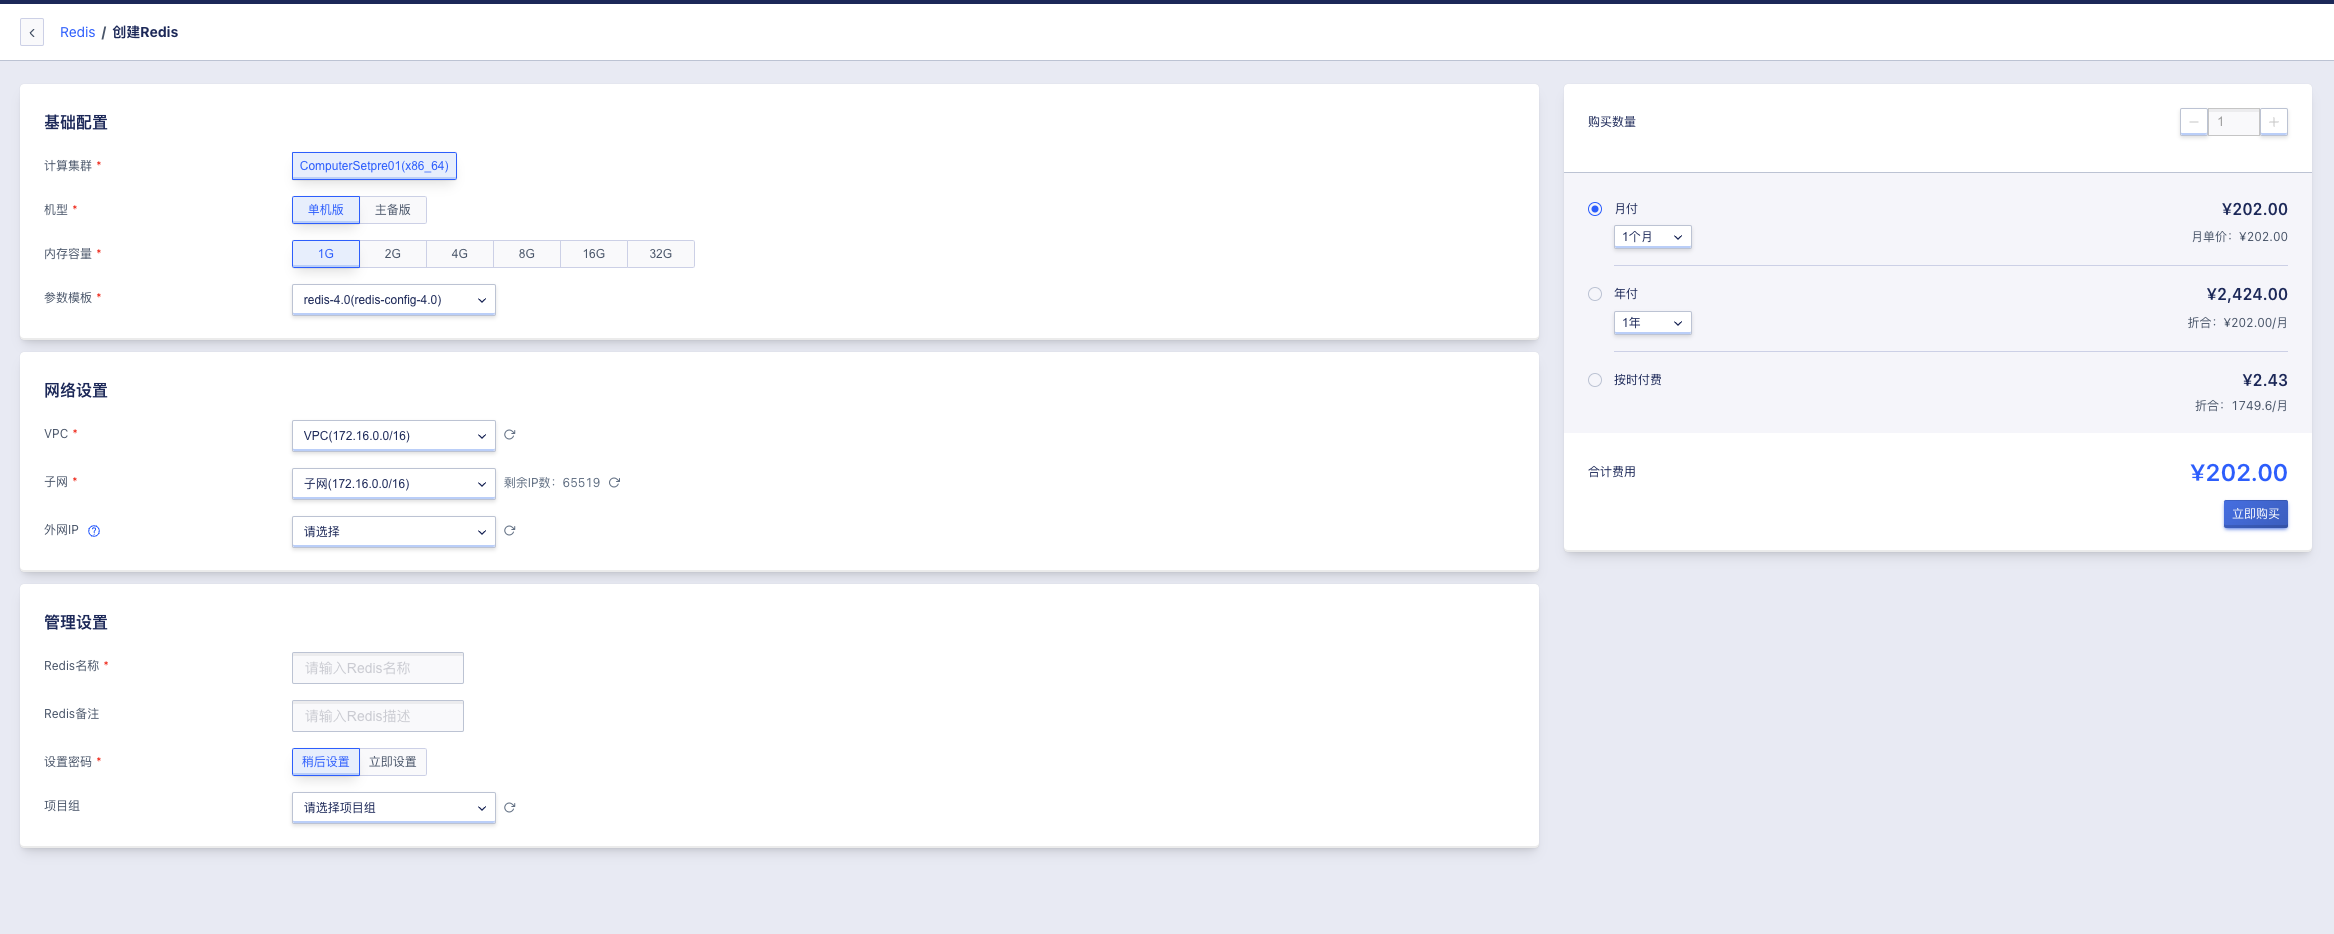 Redis / 创建Redis
基础配置
计算集群 *
ComputerSetpre01(x86_64)
机型 *
单机版 主备版
内存容量 *
1G 2G 4G 8G 16G 32G
参数模板 *
redis-4.0(redis-config-4.0)
网络设置
VPC *
VPC(172.16.0.0/16)
子网 *
子网(172.16.0.0/16)
剩余IP数：65519
外网IP
请选择
管理设置
Redis名称 *
请输入Redis名称
Redis备注
请输入Redis描述
设置密码 *
稍后设置 立即设置
项目组
请选择项目组
购买数量
1
月付
¥202.00
1个月
月单价：¥202.00
年付
¥2,424.00
1年
折合：¥202.00/月
按时付费
¥2.43
折合：1749.6/月
合计费用
¥202.00
立即购买